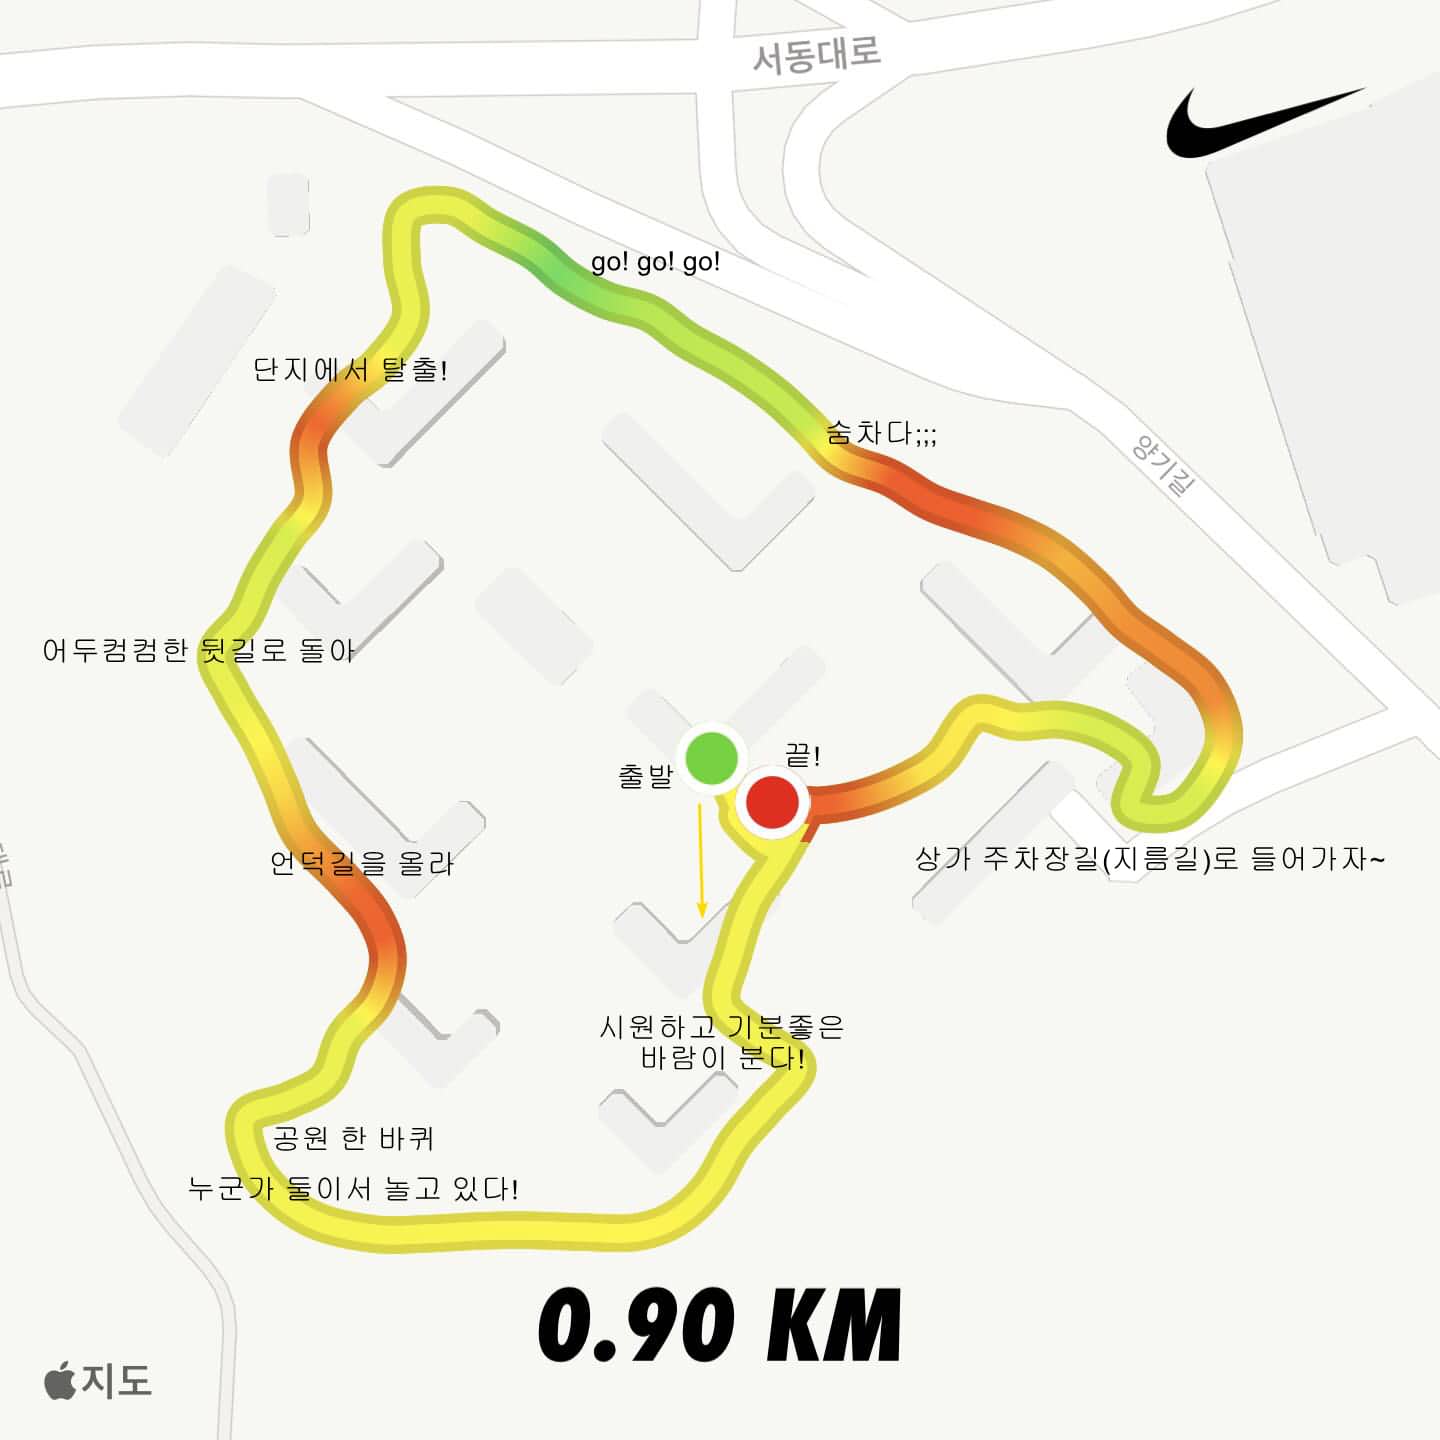 서동대로
go! go! go!
단지에서 탈출!
숨차다;;;
양기길
어두컴컴한 뒷길로 돌아
끝!
출발
언덕길을 올라
상가 주차장길(지름길)로 들어가자~
시원하고 기분좋은
바람이 분다!
공원 한 바퀴
누군가 둘이서 놀고 있다!
0.90 KM
지도